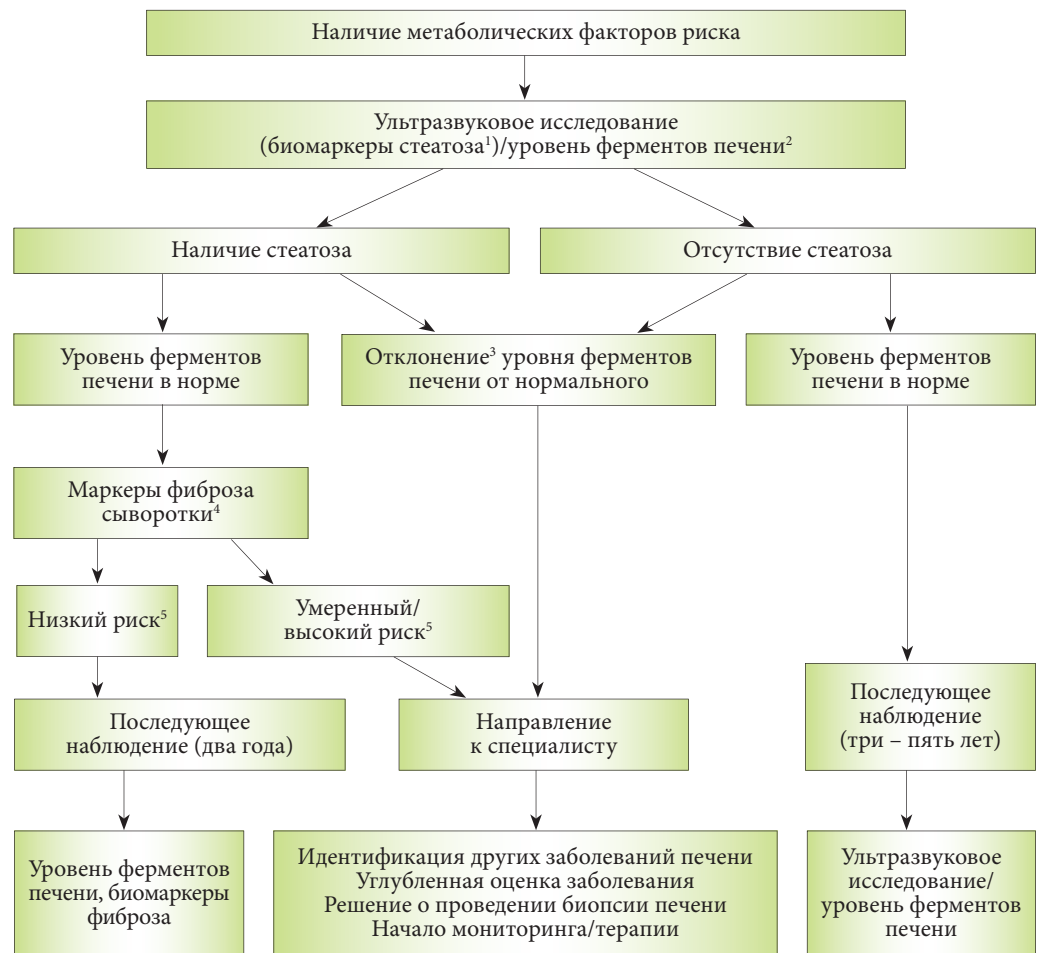 Наличие метаболических факторов риска
Ультразвуковое исследование
(биомаркеры стеатоза¹)/уровень ферментов печени²
Наличие стеатоза
Отсутствие стеатоза
Уровень ферментов
печени в норме
Отклонение³ уровня ферментов
печени от нормального
Уровень ферментов
печени в норме
Маркеры фиброза
сыворотки⁴
Низкий риск⁵
Умеренный/
высокий риск⁵
Последующее
наблюдение (два года)
Направление
к специалисту
Последующее
наблюдение
(три – пять лет)
Уровень ферментов
печени, биомаркеры
фиброза
Идентификация других заболеваний печени
Углубленная оценка заболевания
Решение о проведении биопсии печени
Начало мониторинга/терапии
Ультразвуковое
исследование/
уровень ферментов
печени